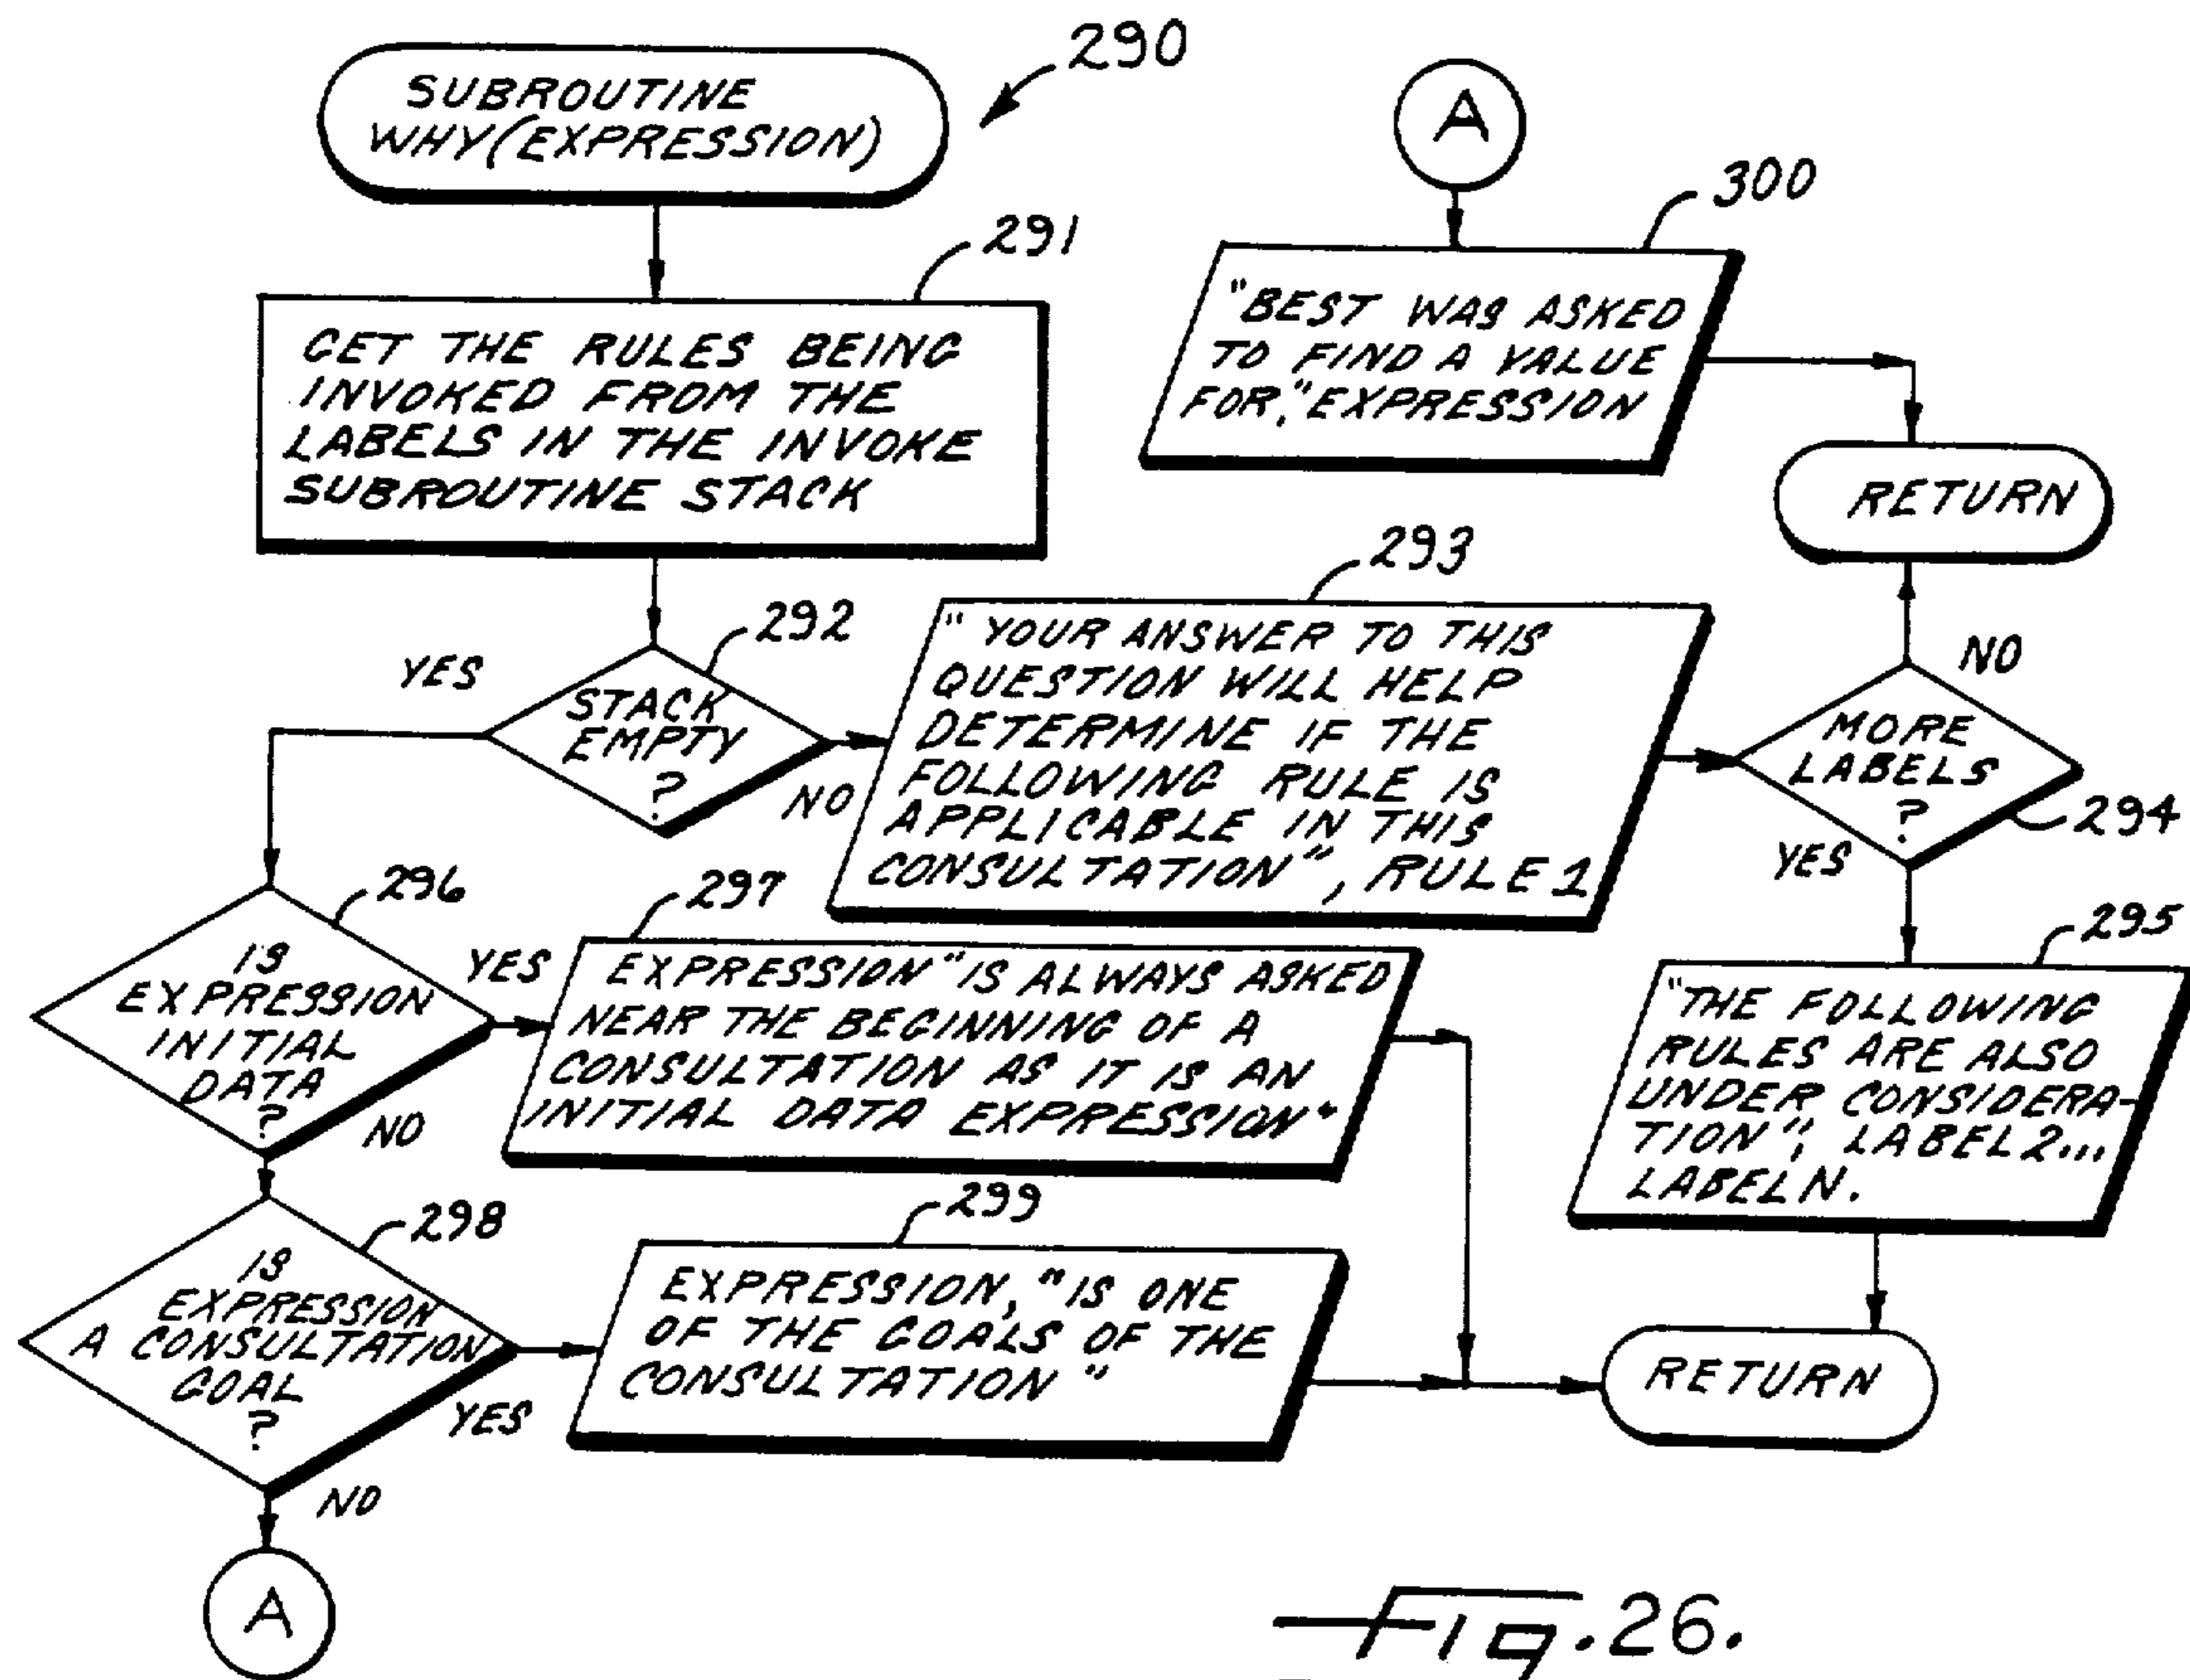 SUBROUTINE
WHY(EXPRESSION)
290
291
GET THE RULES BEING
INVOKED FROM THE
LABELS IN THE INVOKE
SUBROUTINE STACK
292
YES
STACK
EMPTY
?
NO
293
"YOUR ANSWER TO THIS
QUESTION WILL HELP
DETERMINE IF THE
FOLLOWING RULE IS
APPLICABLE IN THIS
CONSULTATION", RULE 1
296
IS
EXPRESSION
INITIAL
DATA
?
YES
NO
297
EXPRESSION "IS ALWAYS ASKED
NEAR THE BEGINNING OF A
CONSULTATION AS IT IS AN
INITIAL DATA EXPRESSION"
298
IS
EXPRESSION
A CONSULTATION
GOAL
?
YES
NO
299
EXPRESSION, "IS ONE
OF THE GOALS OF THE
CONSULTATION"
A
A
300
"BEST WAS ASKED
TO FIND A VALUE
FOR," EXPRESSION
RETURN
NO
MORE
LABELS
?
294
YES
295
"THE FOLLOWING
RULES ARE ALSO
UNDER CONSIDERA-
TION", LABEL 2...
LABEL N.
RETURN
Fig. 26.